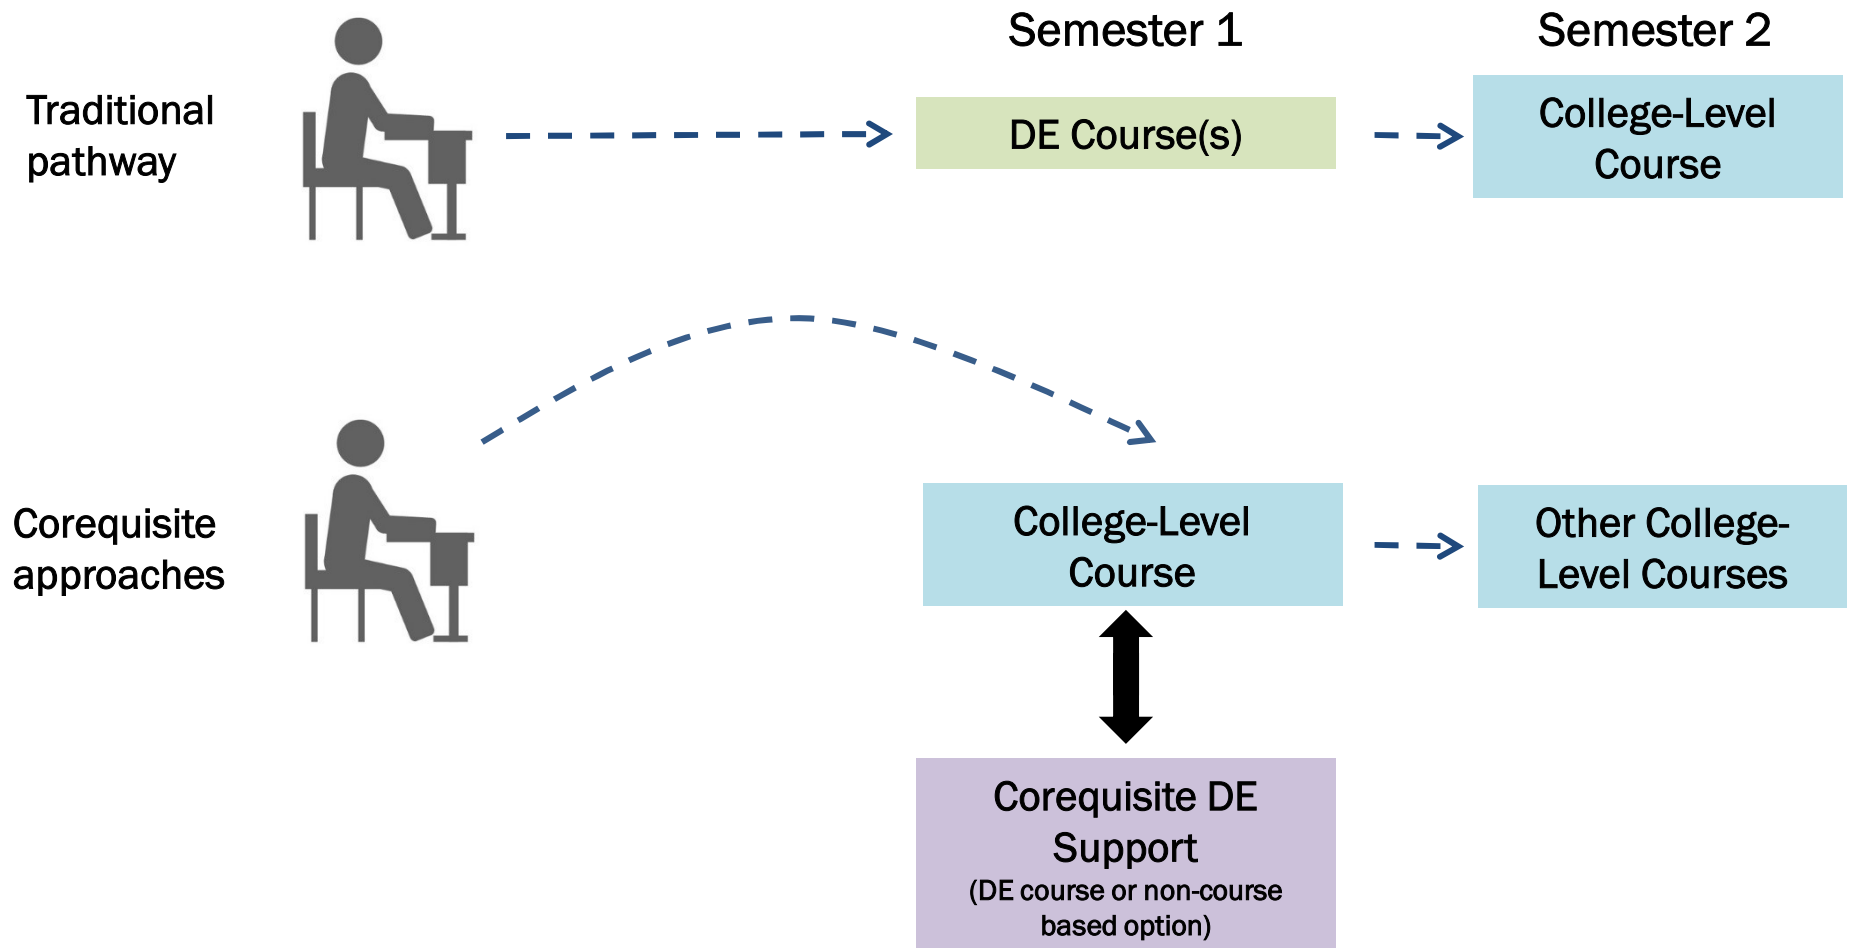 Semester 1
Semester 2
Traditional
pathway
DE Course(s)
College-Level
Course
Corequisite
approaches
College-Level
Course
Other College-
Level Courses
Corequisite DE
Support
(DE course or non-course
based option)